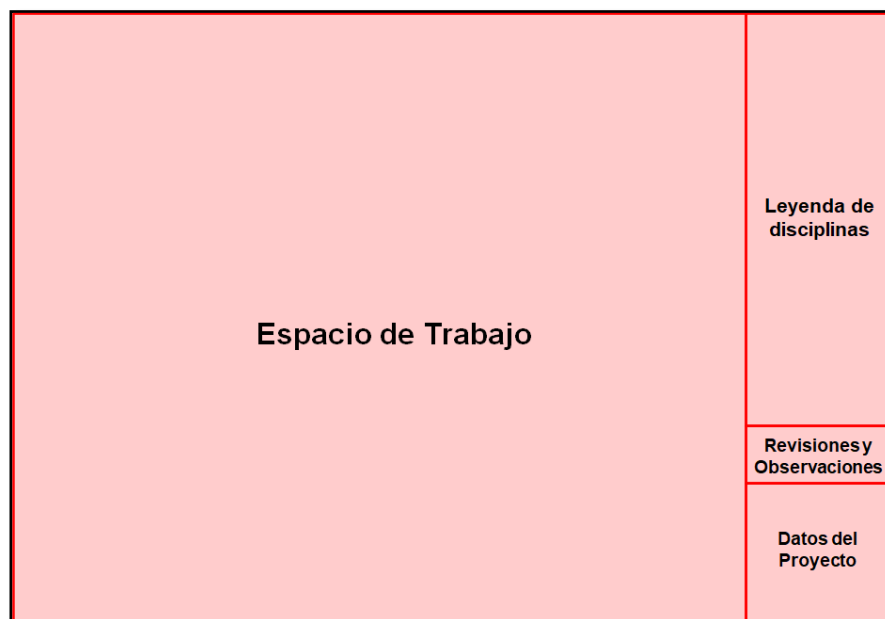 Leyenda de
disciplinas
Espacio de Trabajo
Revisiones y
Observaciones
Datos del
Proyecto